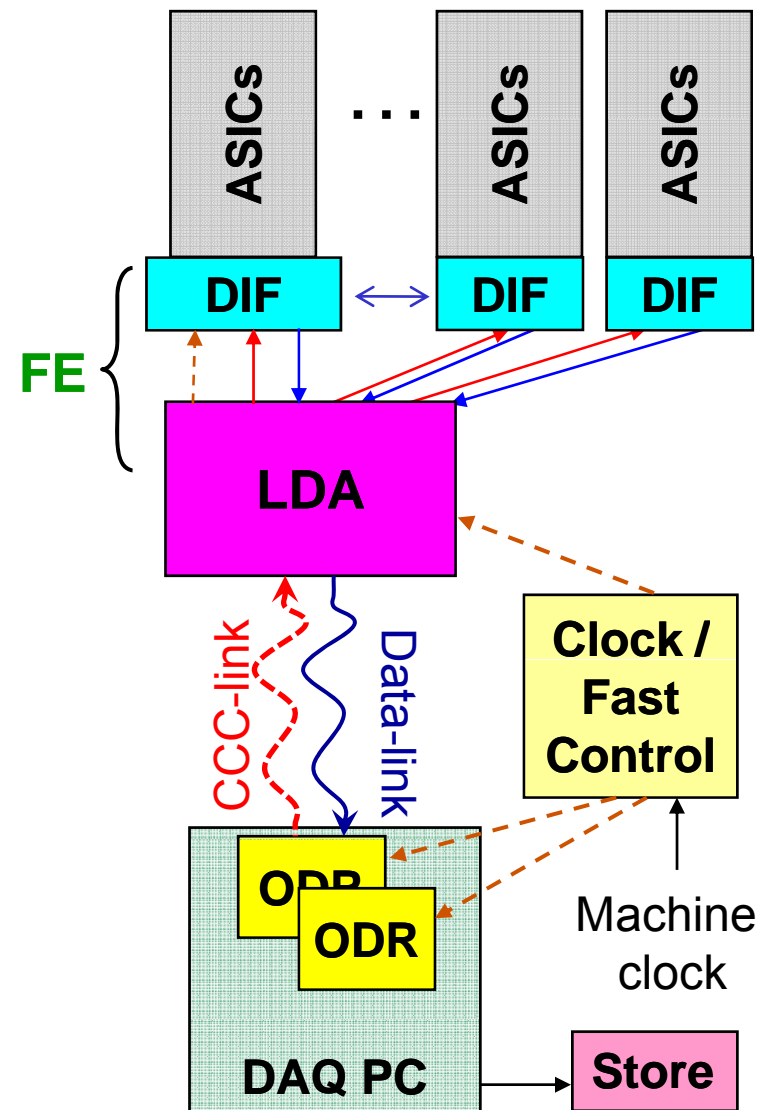 ASICs
. . .
ASICs
ASICs
DIF
DIF
DIF
FE
LDA
CCC-link
Data-link
Clock /
Fast
Control
ODR
ODR
Machine
clock
DAQ PC
Store